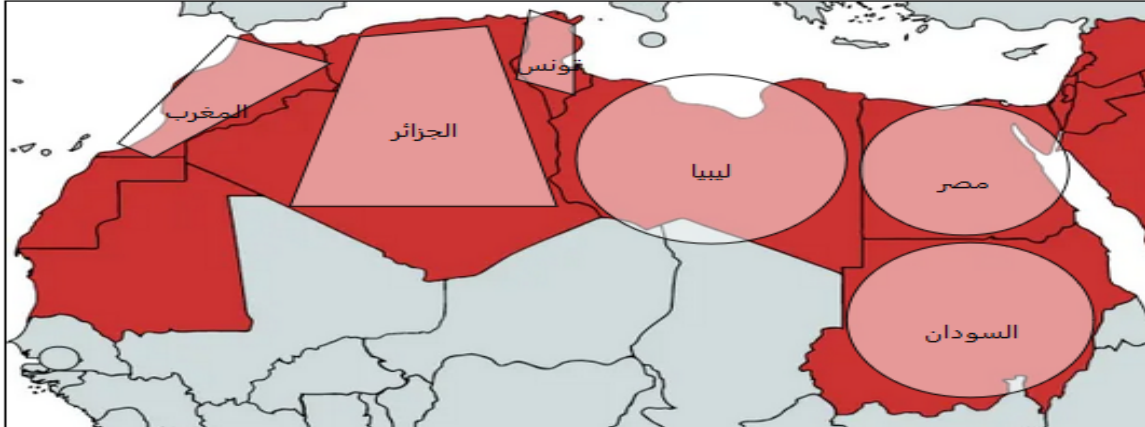 تونس
المغرب
الجزائر
ليبيا
مصر
السودان